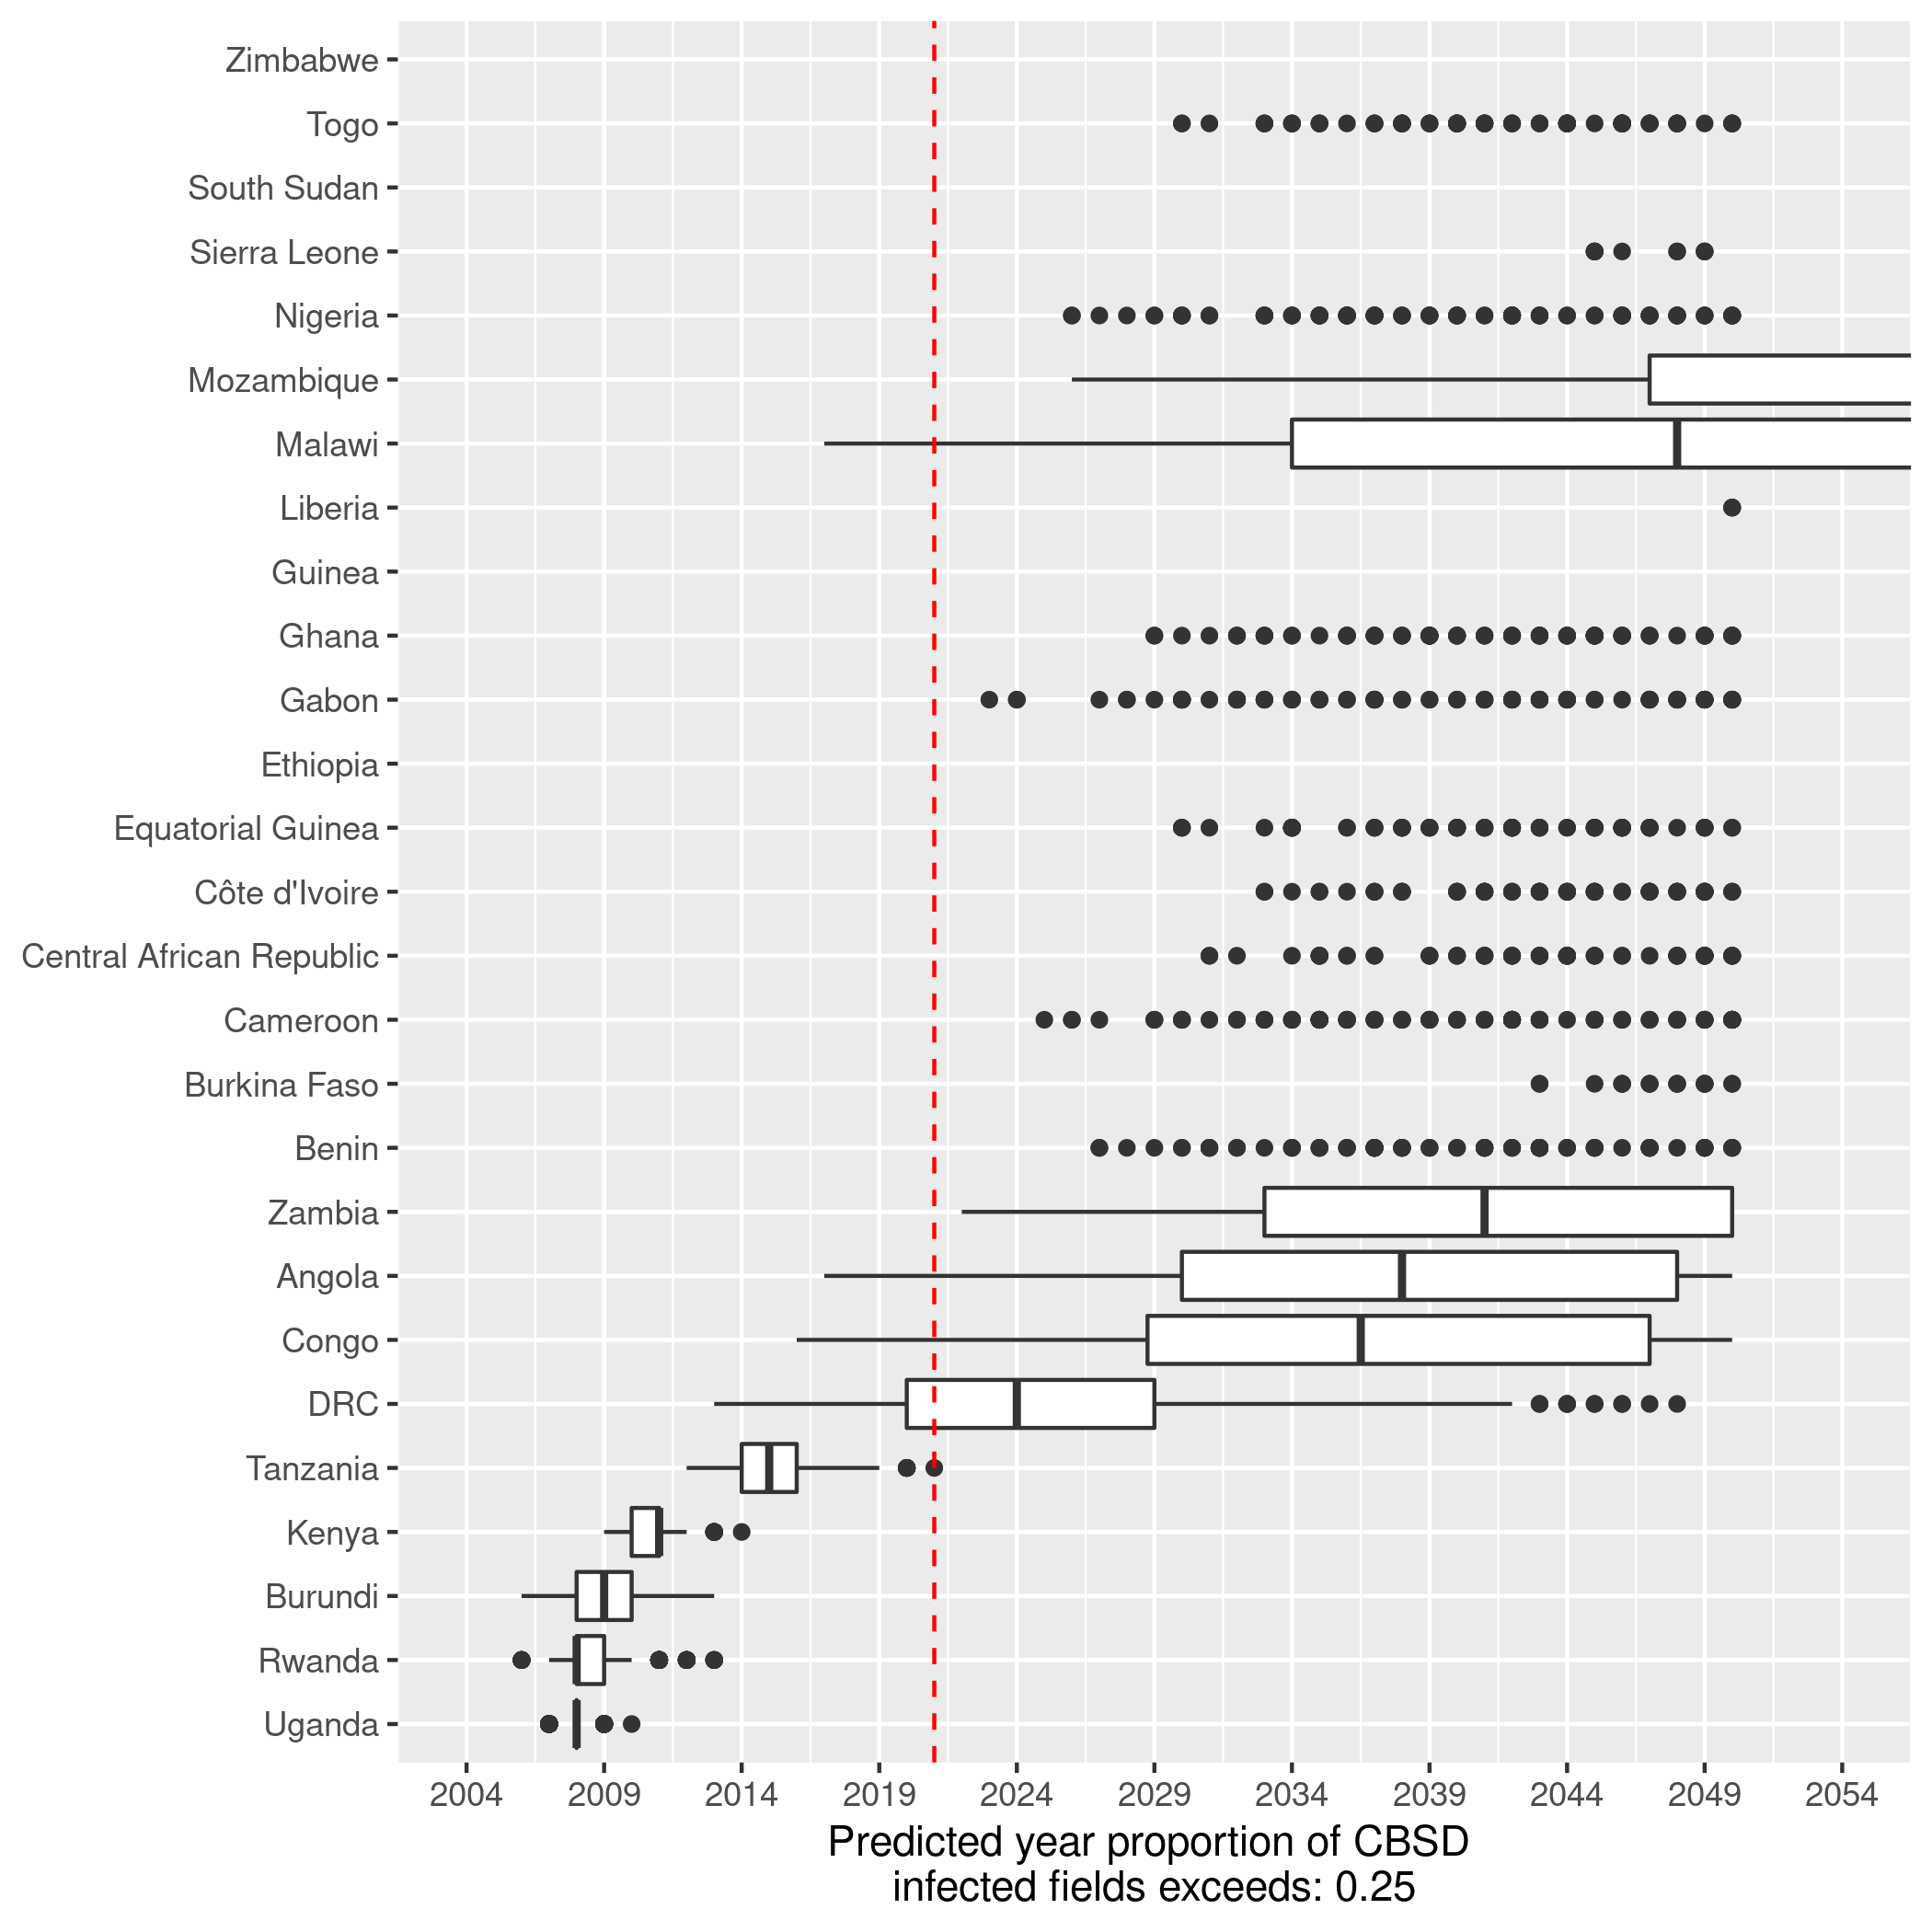 Zimbabwe
Togo
South Sudan
Sierra Leone
Nigeria
Mozambique
Malawi
Liberia
Guinea
Ghana
Gabon
Ethiopia
Equatorial Guinea
Côte d'Ivoire
Central African Republic
Cameroon
Burkina Faso
Benin
Zambia
Angola
Congo
DRC
Tanzania
Kenya
Burundi
Rwanda
Uganda
2004 2009 2014 2019 2024 2029 2034 2039 2044 2049 2054
Predicted year proportion of CBSD
infected fields exceeds: 0.25